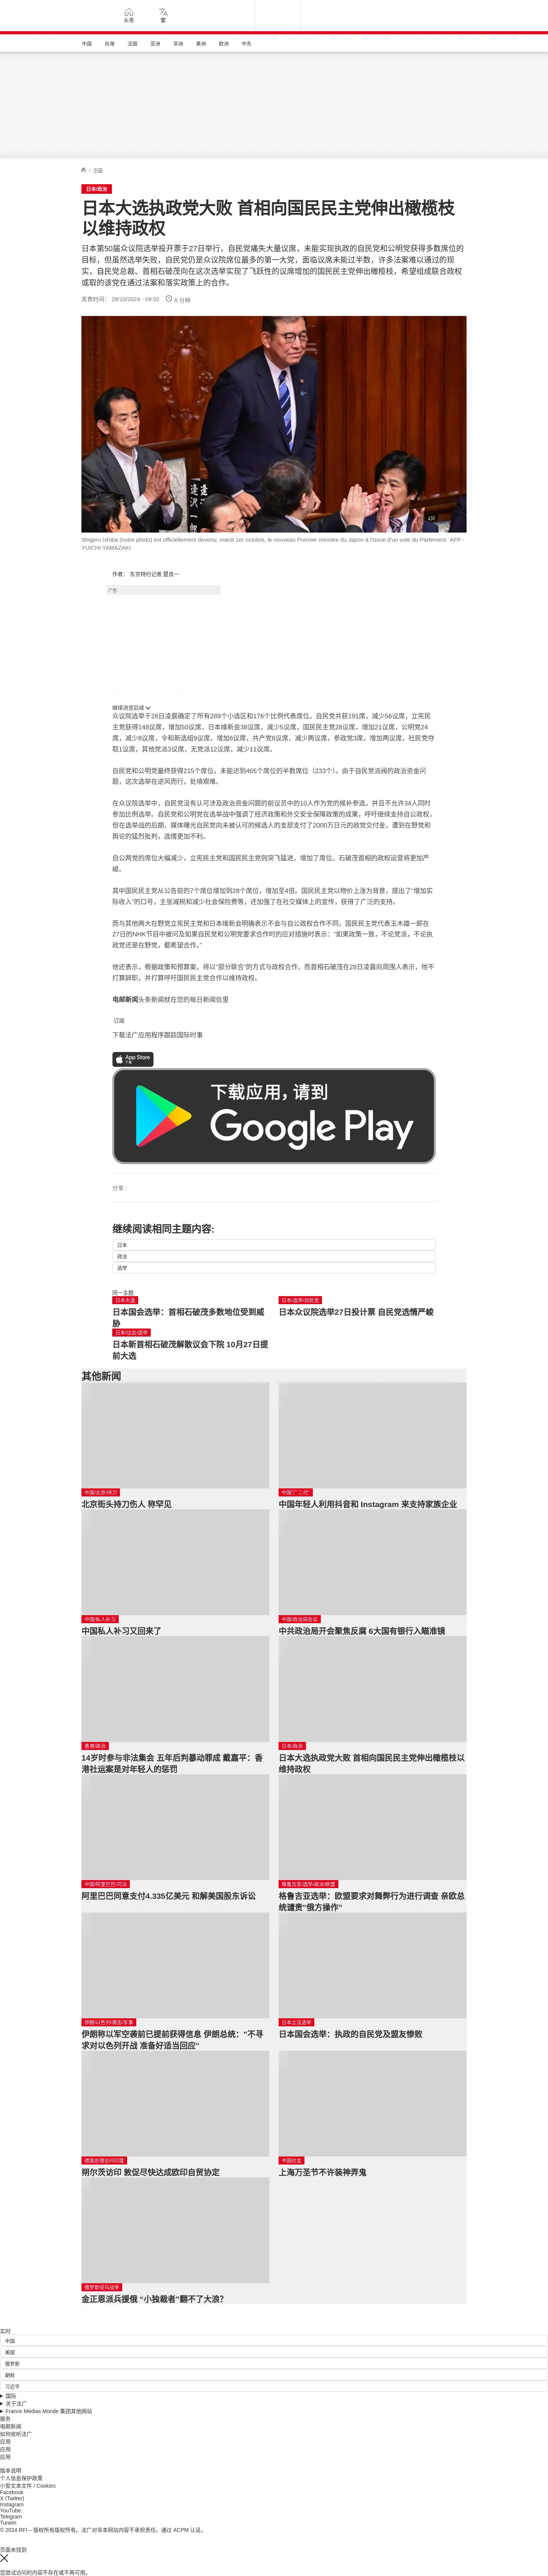 头条
繁
中国 台海 法国 亚洲 非洲 美洲 欧洲 中东
/ 主国
日本/政治
日本大选执政党大败 首相向国民民主党伸出橄榄枝
以维持政权
日本第50届众议院选举投开票于27日举行，自民党痛失大量议席，未能实现执政的自民党和公明党获得多数席位的
目标，但虽然选举失败，自民党仍是众议院席位最多的第一大党，面临议席未能过半数，许多法案难以通过的现
实，自民党总裁、首相石破茂向在这次选举实现了飞跃性的议席增加的国民民主党伸出橄榄枝，希望组成联合政权
或取的该党在通过法案和落实政策上的合作。
发表时间： 28/10/2024 - 09:02 6 分钟
Shigeru Ishiba (notre photo) est officiellement devenu, mardi 1er octobre, le nouveau Premier ministre du Japon à l'issue d'un vote du Parlement. AFP -
YUICHI YAMAZAKI
作者： 东京特约记者 楚良一
广告
继续浏览后续
众议院选举于28日凌晨确定了所有289个小选区和176个比例代表席位。自民党共获191席，减少56议席，立宪民
主党获得148议席，增加50议席，日本维新会38议席，减少5议席，国民民主党28议席，增加21议席，公明党24
席，减少8议席，令和新选组9议席，增加6议席，共产党8议席，减少两议席，参政党3席，增加两议席，社民党夺
取1议席，其他党派3议席，无党派12议席，减少11议席。
自民党和公明党最终获得215个席位，未能达到465个席位的半数席位（233个）。由于自民党派阀的政治资金问
题，这次选举在逆风而行，处境艰难。
在众议院选举中，自民党没有认可涉及政治资金问题的前议员中的10人作为党的候补参选，并且不允许34人同时
参加比例选举。自民党和公明党在选举战中强调了经济政策和外交安全保障政策的成果，呼吁继续支持自公政权，
但在选举战的后期，媒体曝光自民党向未被认可的候选人的支部支付了2000万日元的政党交付金，遭到在野党和
舆论的猛烈批判，选情更加不利。
自公两党的席位大幅减少，立宪民主党和国民民主党则突飞猛进，增加了席位。石破茂首相的政权运营将更加严
峻。
其中国民民主党从公告前的7个席位增加到28个席位，增加至4倍。国民民主党以物价上涨为背景，提出了“增加实
际收入”的口号，主张减税和减少社会保险费等，还加强了在社交媒体上的宣传，获得了广泛的支持。
而与其他两大在野党立宪民主党和日本维新会明确表示不会与自公政权合作不同，国民民主党代表玉木雄一郎在
27日的NHK节目中被问及如果自民党和公明党要求合作时的应对措施时表示：“如果政策一致，不论党派，不论执
政党还是在野党，都希望合作。”
他还表示，根据政策和预算案，将以“部分联合”的方式与政权合作，而首相石破茂在28日凌晨向周围人表示，他不
打算辞职，并打算呼吁国民民主党合作以维持政权。
电邮新闻头条新闻就在您的每日新闻信里
订阅
下载法广应用程序跟踪国际时事
App Store
下载
下载应用，请到
Google Play
分享 :
继续阅读相同主题内容:
日本
政治
选举
同一主题
日本大选
日本国会选举：首相石破茂多数地位受到威
胁
日本/选举/自民党
日本众议院选举27日投计票 自民党选情严峻
日本/议会/选举
日本新首相石破茂解散议会下院 10月27日提
前大选
其他新闻
中国/北京/持刀
北京街头持刀伤人 称罕见
中国"厂二代"
中国年轻人利用抖音和 Instagram 来支持家族企业
中国/私人补习
中国私人补习又回来了
中国/政治局会议
中共政治局开会聚焦反腐 6大国有银行入瞄准镜
香港/政治
14岁时参与非法集会 五年后判暴动罪成 戴嘉平：香
港社运案是对年轻人的惩罚
日本/政治
日本大选执政党大败 首相向国民民主党伸出橄榄枝以
维持政权
中国/阿里巴巴/司法
阿里巴巴同意支付4.335亿美元 和解美国股东诉讼
格鲁吉亚/选举/政治/欧盟
格鲁吉亚选举：欧盟要求对舞弊行为进行调查 亲欧总
统谴责“俄方操作”
伊朗/以色列/袭击/军事
伊朗称以军空袭前已提前获得信息 伊朗总统：“不寻
求对以色列开战 准备好适当回应”
日本立法选举
日本国会选举：执政的自民党及盟友惨败
德国总理访问印度
朔尔茨访印 敦促尽快达成欧印自贸协定
中国社会
上海万圣节不许装神弄鬼
俄罗斯侵乌战争
金正恩派兵援俄 “小独裁者”翻不了大浪？
实时
中国
美国
俄罗斯
朝鲜
习近平
国际
关于法广
France Médias Monde 集团其他网站
服务
电邮新闻
如何收听法广
应用
应用
应用
版本说明
个人信息保护政策
小型文本文件 / Cookies
Facebook
X (Twitter)
Instagram
YouTube
Telegram
TuneIn
© 2024 RFI – 版权所有版权所有。法广对非本网站内容不承担责任。通过 ACPM 认证。
页面未找到
您尝试访问的内容不存在或不再可用。